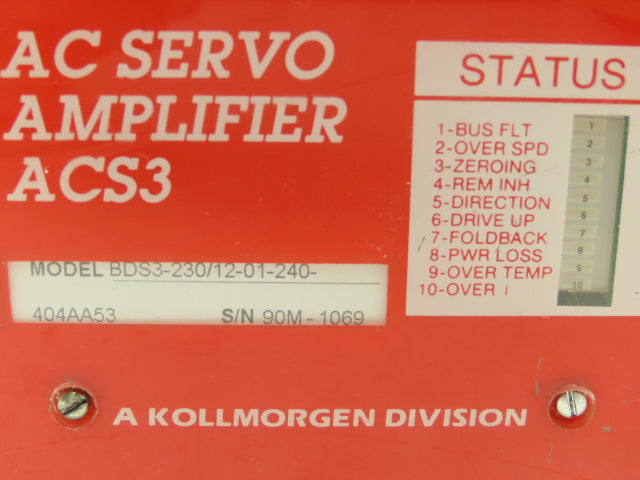 AC SERVO
AMPLIFIER
ACS3
MODEL BDS3-230/12-01-240-
404AA53 S/N 90M-1069
A KOLLMORGEN DIVISION
STATUS
1-BUS FLT 1
2-OVER SPD 2
3-ZEROING 3
4-REM INH 4
5-DIRECTION 5
6-DRIVE UP 6
7-FOLDBACK 7
8-PWR LOSS 8
9-OVER TEMP 9
10-OVER I 10